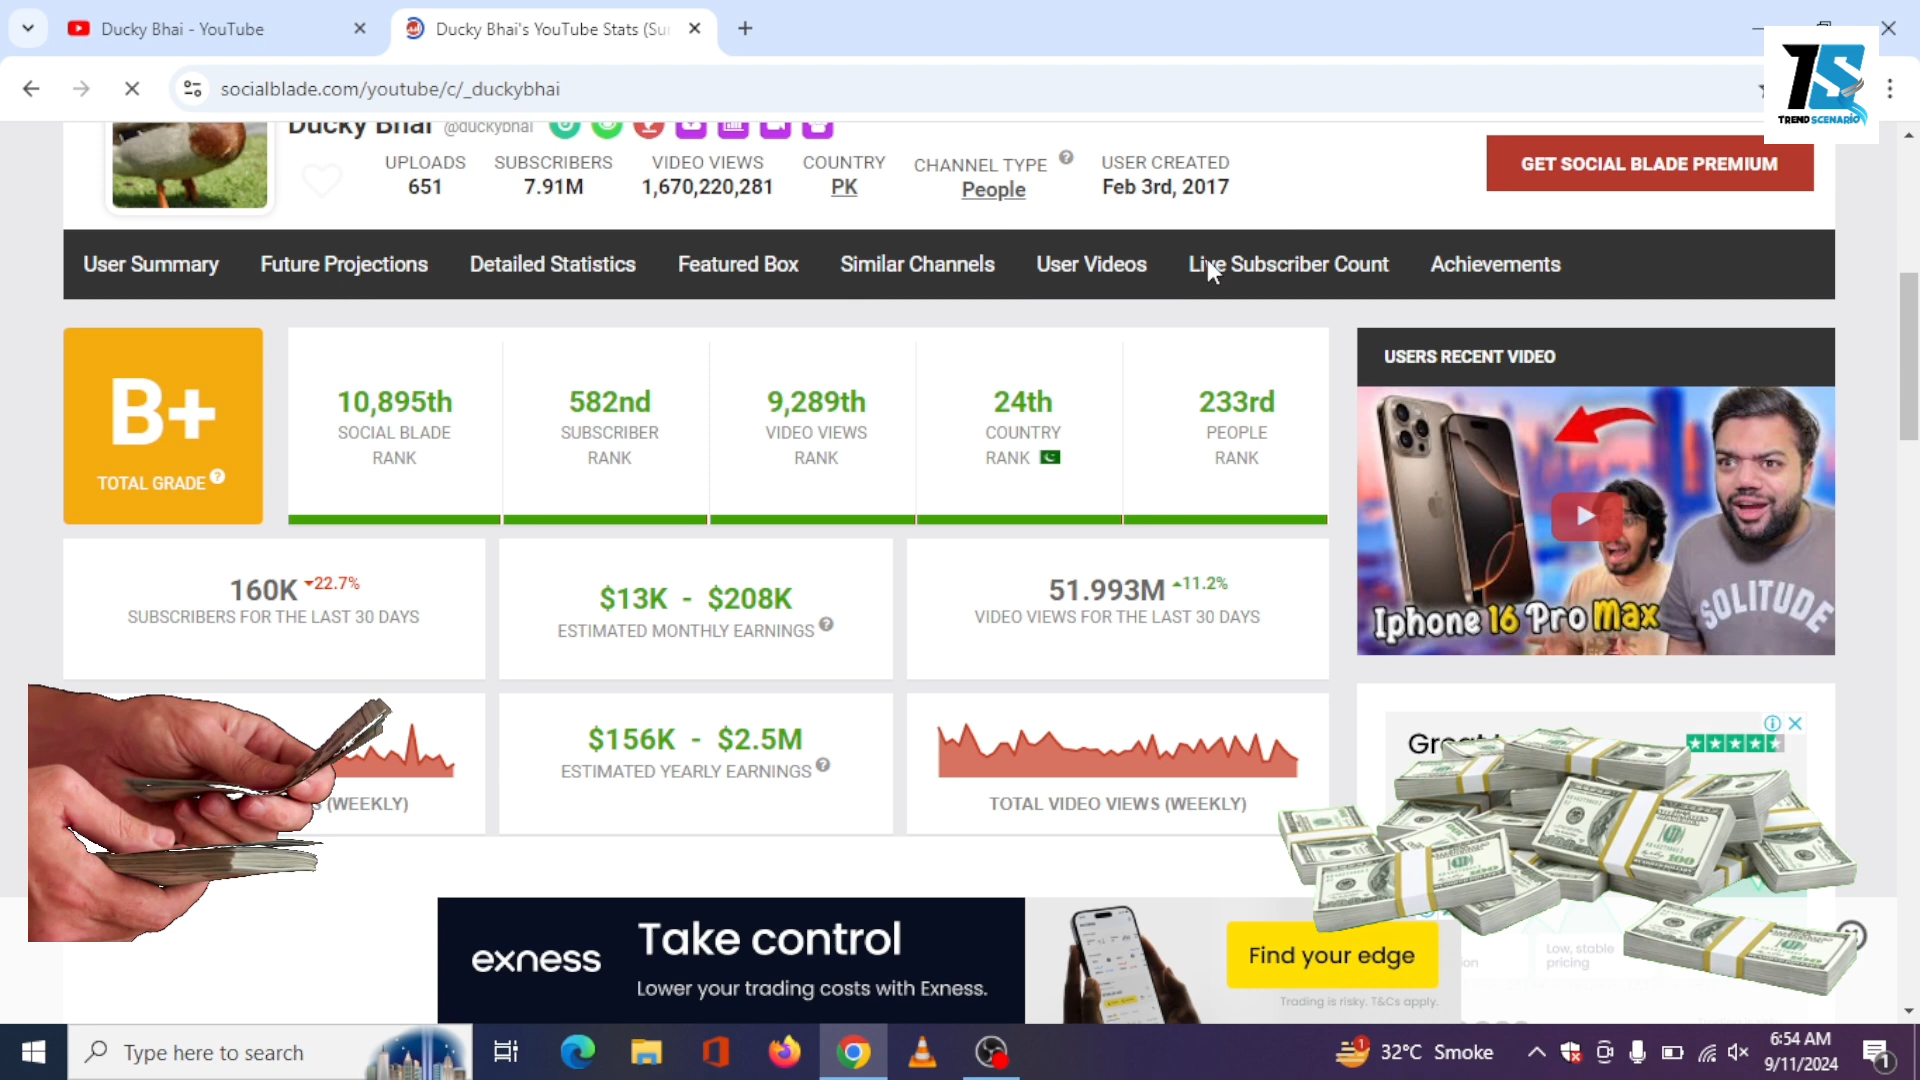 Ducky Bhai - YouTube
Ducky Bhai's YouTube Stats (Sur
socialblade.com/youtube/c/_duckybhai
TS
TREND SCENARIO
Ducky Bhai @duckybhai
UPLOADS
651
SUBSCRIBERS
7.91M
VIDEO VIEWS
1,670,220,281
COUNTRY
PK
CHANNEL TYPE
People
USER CREATED
Feb 3rd, 2017
GET SOCIAL BLADE PREMIUM
User Summary Future Projections Detailed Statistics Featured Box Similar Channels User Videos Live Subscriber Count Achievements
B+
TOTAL GRADE
10,895th
SOCIAL BLADE
RANK
582nd
SUBSCRIBER
RANK
9,289th
VIDEO VIEWS
RANK
24th
COUNTRY
RANK
233rd
PEOPLE
RANK
USERS RECENT VIDEO
Iphone 16 Pro Max
SOLITUDE
160K 22.7%
SUBSCRIBERS FOR THE LAST 30 DAYS
$13K - $208K
ESTIMATED MONTHLY EARNINGS
51.993M 11.2%
VIDEO VIEWS FOR THE LAST 30 DAYS
(WEEKLY)
$156K - $2.5M
ESTIMATED YEARLY EARNINGS
TOTAL VIDEO VIEWS (WEEKLY)
exness
Take control
Lower your trading costs with Exness.
Find your edge
Trading is risky. T&Cs apply.
Low, stable
pricing
Type here to search
32°C Smoke
6:54 AM
9/11/2024